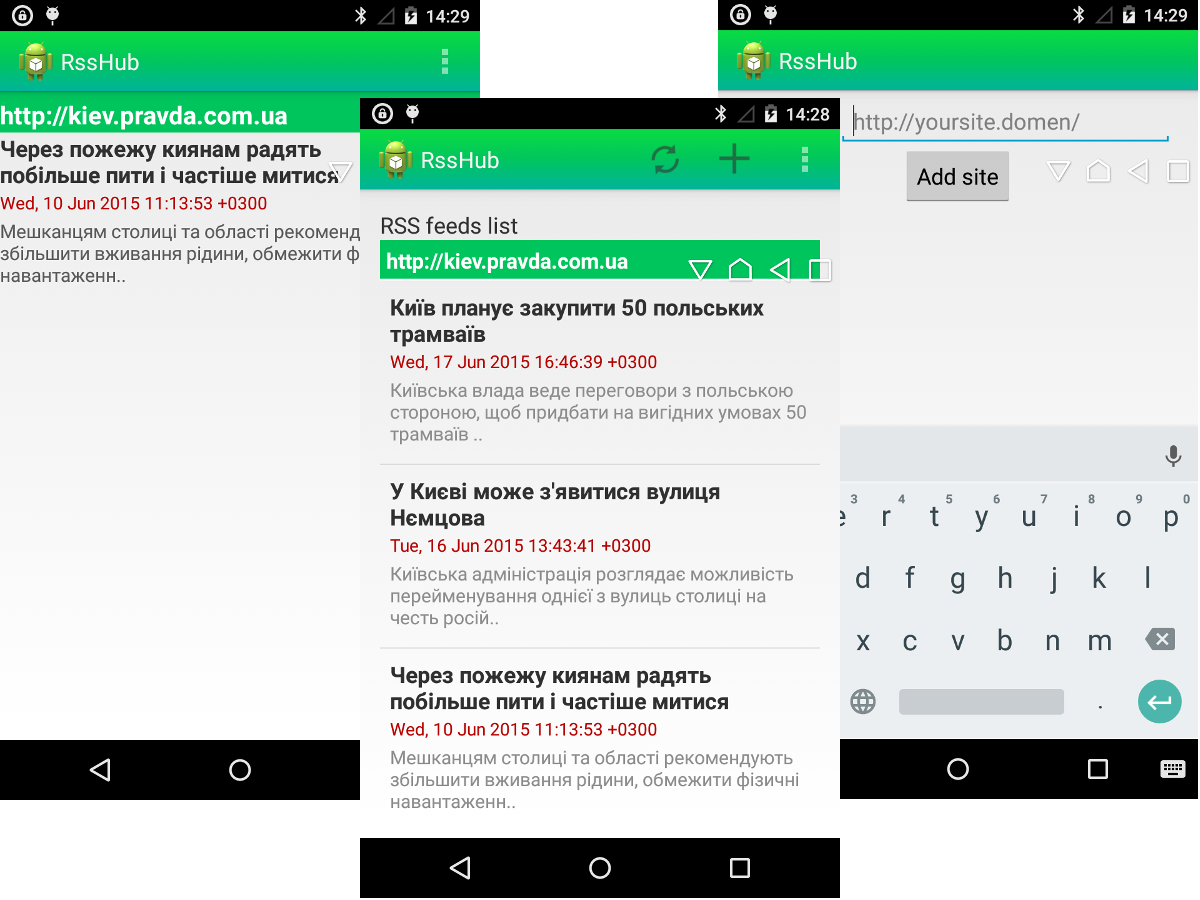 14:29
RssHub
http://kiev.pravda.com.ua
Через пожежу киянам радять
побільше пити і частіше митися
Wed, 10 Jun 2015 11:13:53 +0300
Мешканцям столиці та області рекоменд
збільшити вживання рідини, обмежити ф
навантаженн..
14:28
RssHub
RSS feeds list
http://kiev.pravda.com.ua
Київ планує закупити 50 польських
трамваїв
Wed, 17 Jun 2015 16:46:39 +0300
Київська влада веде переговори з польською
стороною, щоб придбати на вигідних умовах 50
трамваїв ..
У Києві може з'явитися вулиця
Нємцова
Tue, 16 Jun 2015 13:43:41 +0300
Київська адміністрація розглядає можливість
перейменування однієї з вулиць столиці на
честь росій..
Через пожежу киянам радять
побільше пити і частіше митися
Wed, 10 Jun 2015 11:13:53 +0300
Мешканцям столиці та області рекомендують
збільшити вживання рідини, обмежити фізичні
навантаженн..
14:29
RssHub
http://yoursite.domen/
Add site
3 4 5 6 7 8 9 0
e r t y u i o p
d f g h j k l
x c v b n m
.